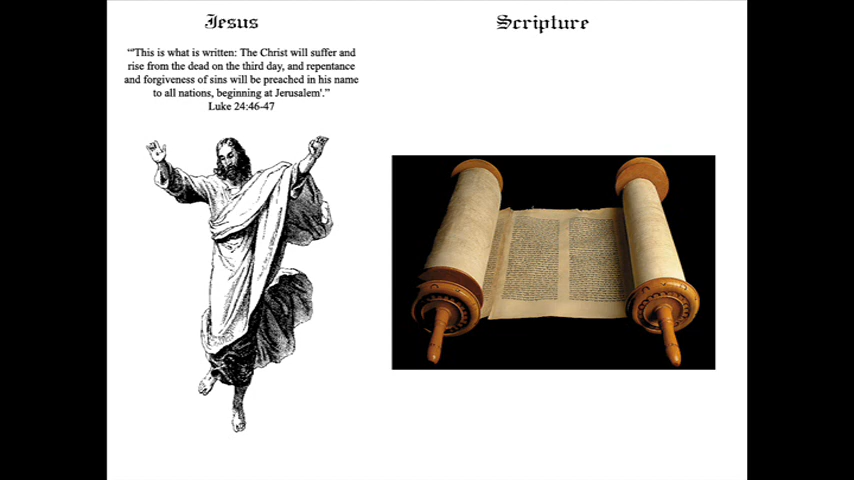 Jesus
Scripture
“'This is what is written: The Christ will suffer and
rise from the dead on the third day, and repentance
and forgiveness of sins will be preached in his name
to all nations, beginning at Jerusalem'.”
Luke 24:46-47